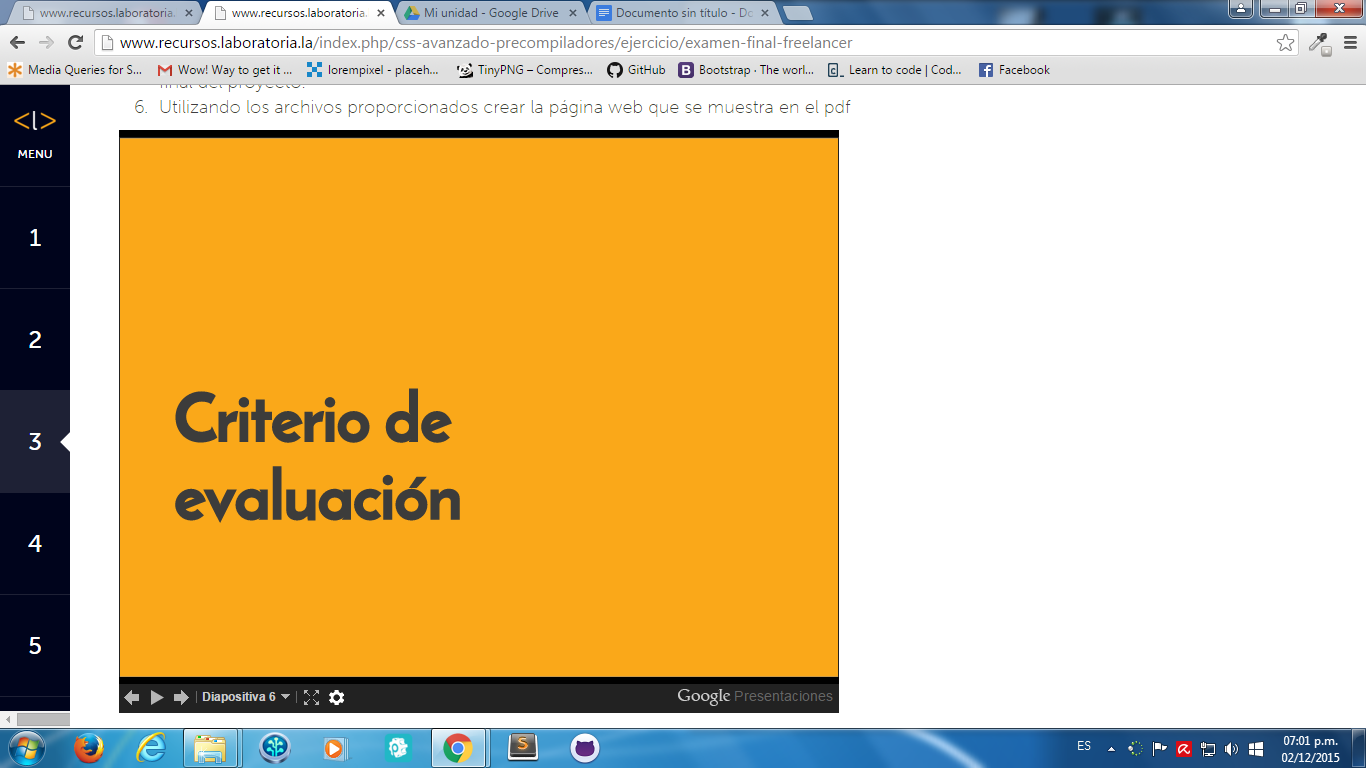 www.recursos.laboratoria.
www.recursos.laboratoria.
Mi unidad - Google Drive
Documento sin título - Do
www.recursos.laboratoria.la/index.php/css-avanzado-precompiladores/ejercicio/examen-final-freelancer
Media Queries for S...
Wow! Way to get it ...
lorempixel - placeh...
TinyPNG – Compres...
GitHub
Bootstrap · The worl...
Learn to code | Cod...
Facebook
final del proyecto.
6. Utilizando los archivos proporcionados crear la página web que se muestra en el pdf
<l>
MENU
1
2
3
4
5
Criterio de
evaluación
Diapositiva 6
Google Presentaciones
ES
07:01 p.m.
02/12/2015